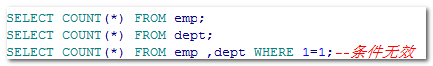 SELECT COUNT(*) FROM emp;
SELECT COUNT(*) FROM dept;
SELECT COUNT(*) FROM emp ,dept WHERE 1=1;--条件无效